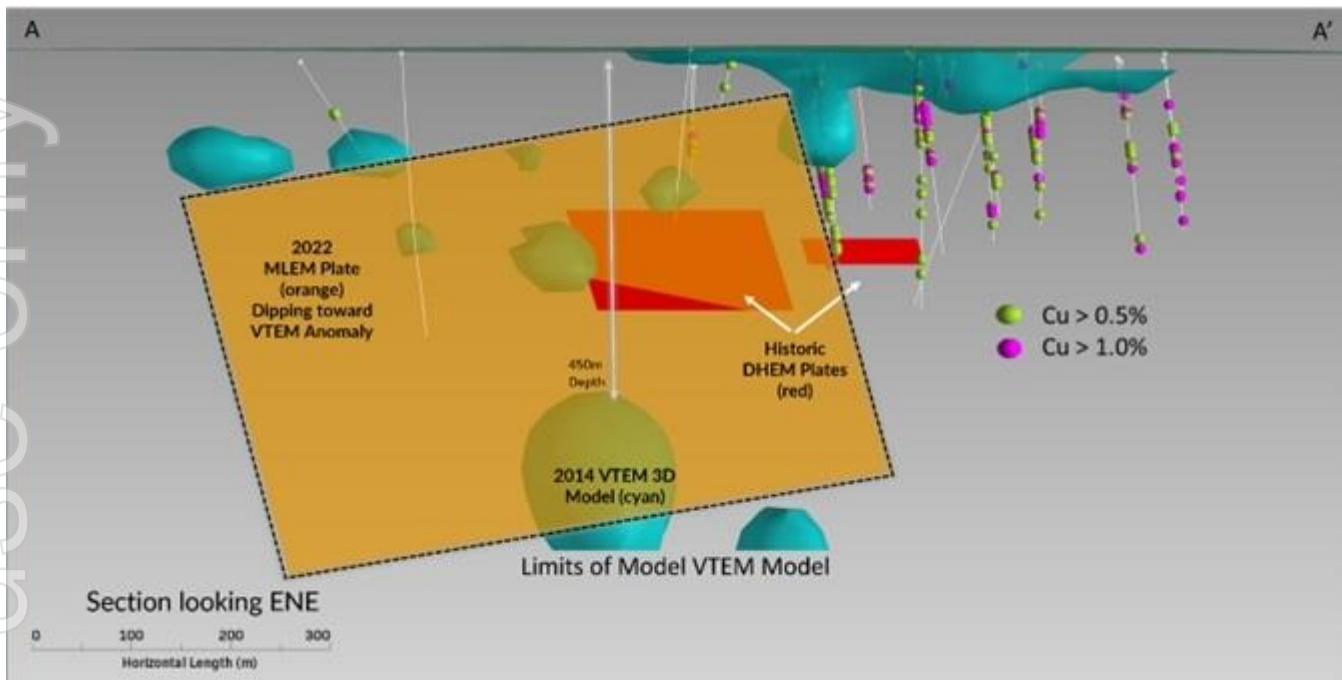 A
A'
2022
MLEM Plate
(orange)
Dipping toward
VTEM Anomaly
450m
Depth
Historic
DHEM Plates
(red)
Cu > 0.5%
Cu > 1.0%
2014 VTEM 3D
Model (cyan)
Limits of Model VTEM Model
Section looking ENE
0 100 200 300
Horizontal Length (m)